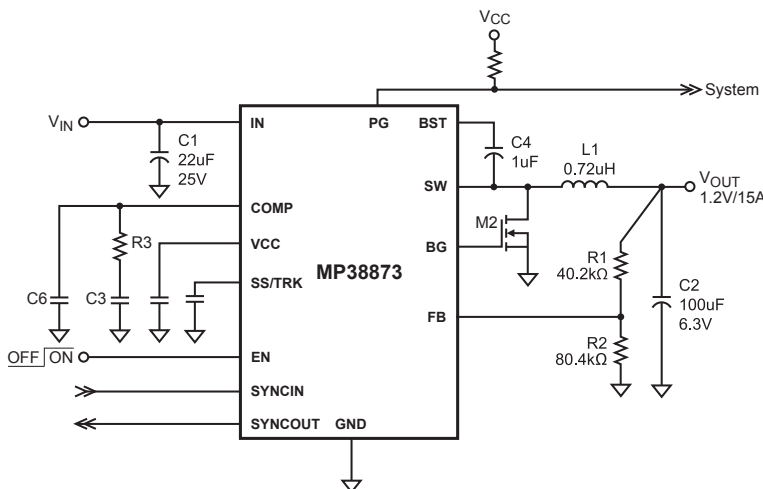 VCC
System
VIN
C1
22uF
25V
IN
PG
BST
C4
1uF
L1
0.72uH
VOUT
1.2V/15A
SW
COMP
R3
VCC
M2
BG
MP38873
SS/TRK
C6
C3
R1
40.2kΩ
C2
100uF
6.3V
FB
R2
80.4kΩ
OFF ON
EN
SYNCIN
SYNCOUT
GND